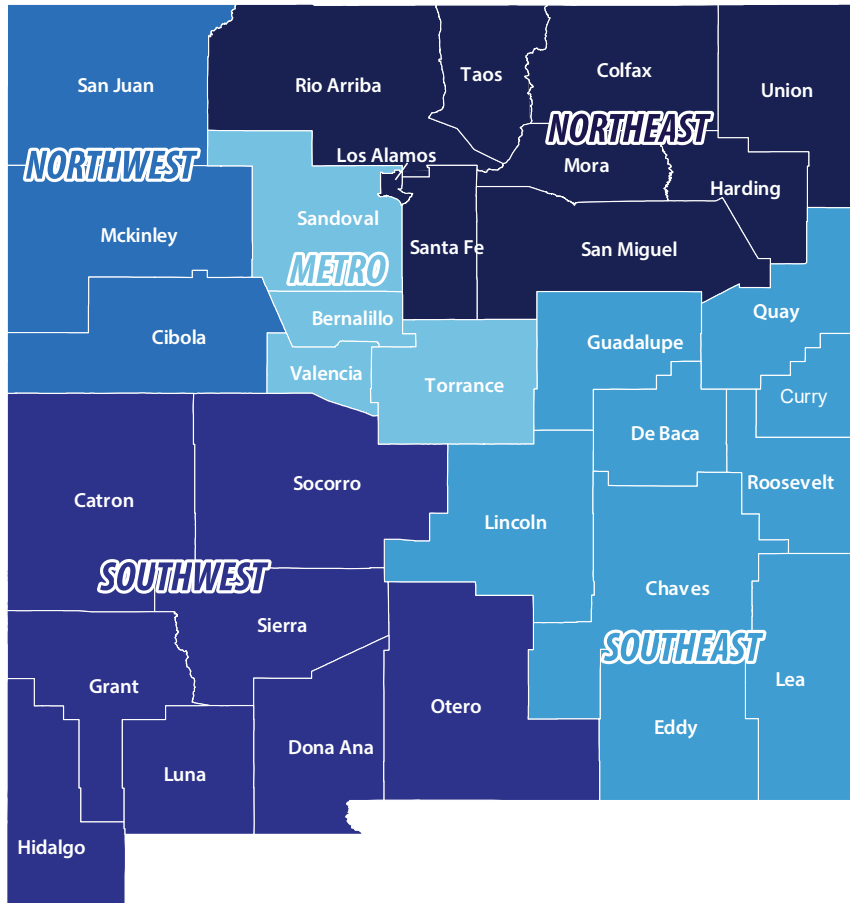 San Juan
Rio Arriba
Taos
Colfax
Union
NORTHWEST
NORTHEAST
Los Alamos
Mora
Harding
Mckinley
Sandoval
Santa Fe
San Miguel
METRO
Bernalillo
Quay
Cibola
Guadalupe
Valencia
Torrance
Curry
De Baca
Catron
Socorro
Roosevelt
Lincoln
SOUTHWEST
Chaves
Sierra
SOUTHEAST
Grant
Lea
Otero
Eddy
Dona Ana
Luna
Hidalgo